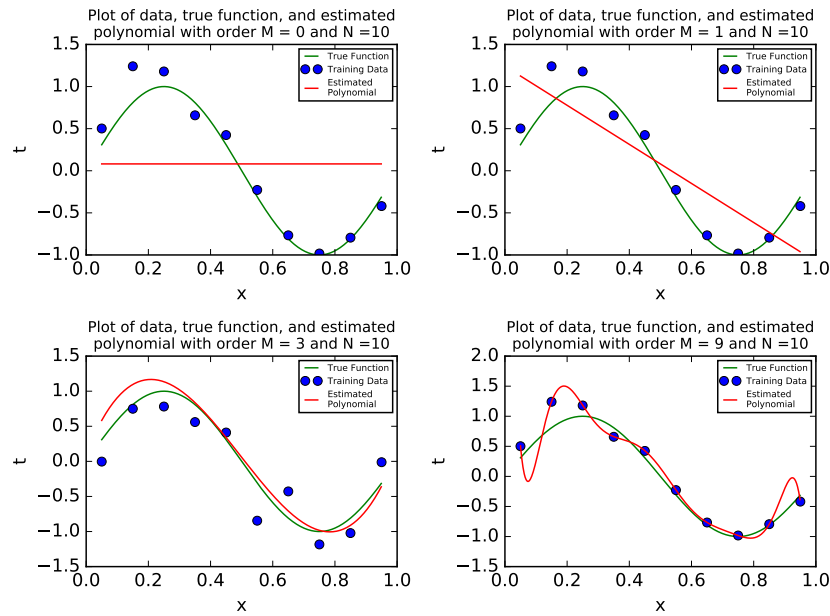 Plot of data, true function, and estimated
polynomial with order M = 0 and N =10
1.5
1.0
0.5
0.0
−0.5
−1.0
t
0.0 0.2 0.4 0.6 0.8 1.0
x
True Function
Training Data
Estimated
Polynomial
Plot of data, true function, and estimated
polynomial with order M = 1 and N =10
1.5
1.0
0.5
0.0
−0.5
−1.0
t
0.0 0.2 0.4 0.6 0.8 1.0
x
True Function
Training Data
Estimated
Polynomial
Plot of data, true function, and estimated
polynomial with order M = 3 and N =10
1.5
1.0
0.5
0.0
−0.5
−1.0
−1.5
t
0.0 0.2 0.4 0.6 0.8 1.0
x
True Function
Training Data
Estimated
Polynomial
Plot of data, true function, and estimated
polynomial with order M = 9 and N =10
2.0
1.5
1.0
0.5
0.0
−0.5
−1.0
−1.5
t
0.0 0.2 0.4 0.6 0.8 1.0
x
True Function
Training Data
Estimated
Polynomial